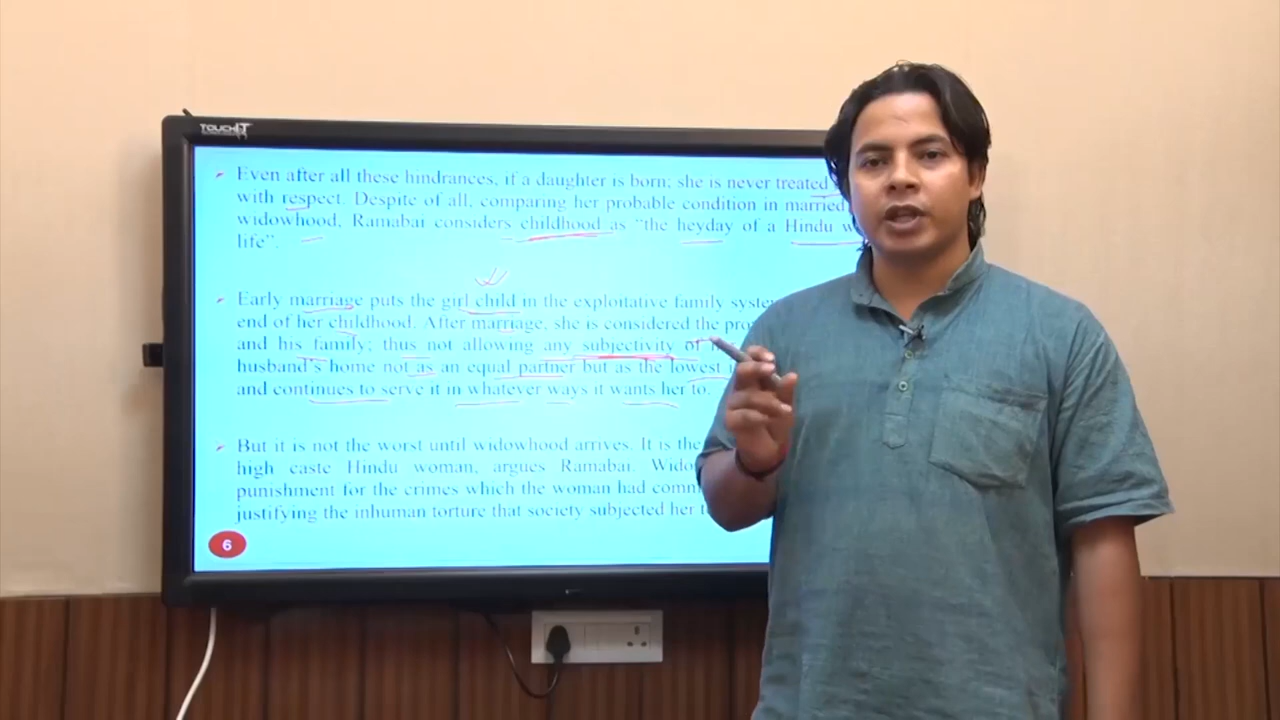 TOUCHIT
Even after all these hindrances, if a daughter is born; she is never treated
with respect. Despite of all, comparing her probable condition in married
widowhood, Ramabai considers childhood as “the heyday of a Hindu
life”.
Early marriage puts the girl child in the exploitative family
end of her childhood. After marriage, she is considered the
and his family; thus not allowing any subjectivity of
husband's home not as an equal partner but as the lowest
and continues to serve it in whatever ways it wants her to.
But it is not the worst until widowhood arrives. It is the
high caste Hindu woman, argues Ramabai.
punishment for the crimes which the woman had
justifying the inhuman torture that society subjected her
6